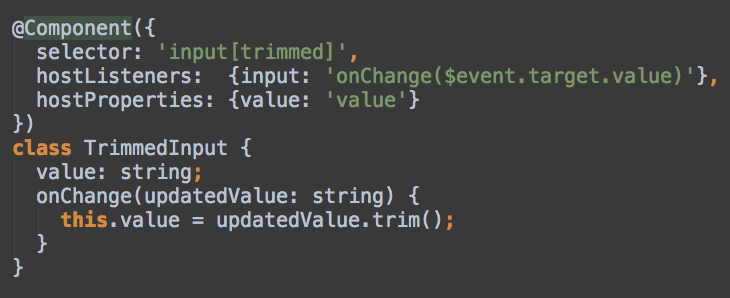 @Component({
  selector: 'input[trimmed]',
  hostListeners:  {input: 'onChange($event.target.value)'},
  hostProperties: {value: 'value'}
})
class TrimmedInput {
  value: string;
  onChange(updatedValue: string) {
    this.value = updatedValue.trim();
  }
}